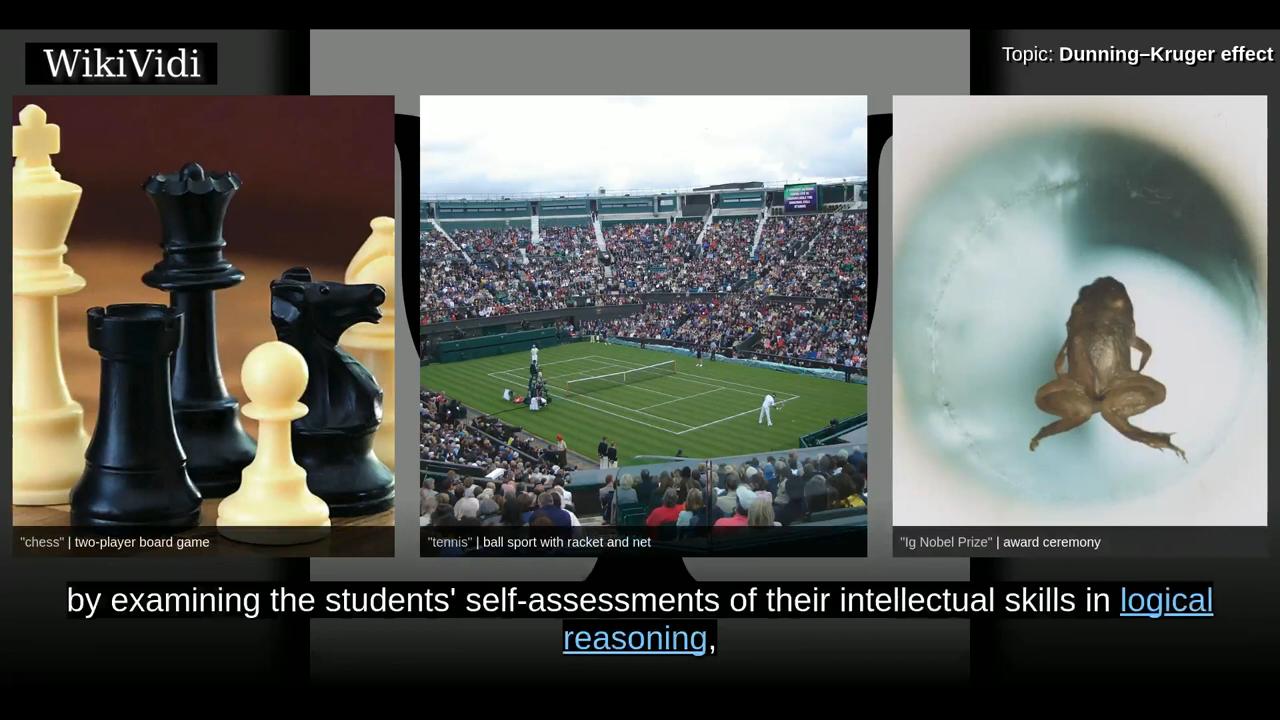 WikiVidi
Topic: Dunning–Kruger effect
"chess" | two-player board game
"tennis" | ball sport with racket and net
"Ig Nobel Prize" | award ceremony
by examining the students' self-assessments of their intellectual skills in logical
reasoning,